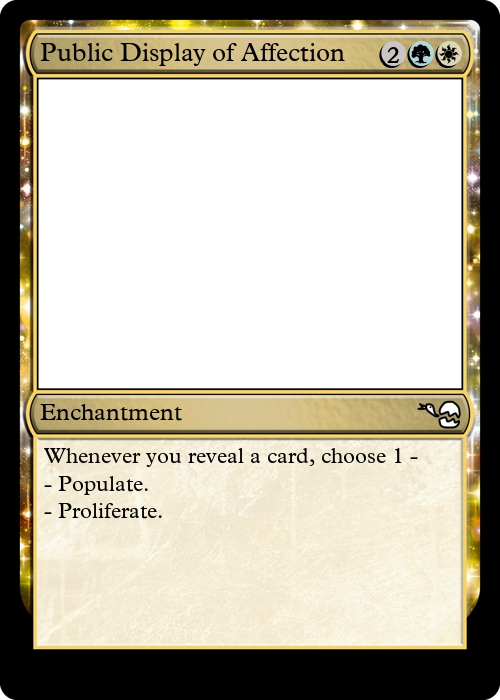 Public Display of Affection 2
Enchantment
Whenever you reveal a card, choose 1 -
- Populate.
- Proliferate.